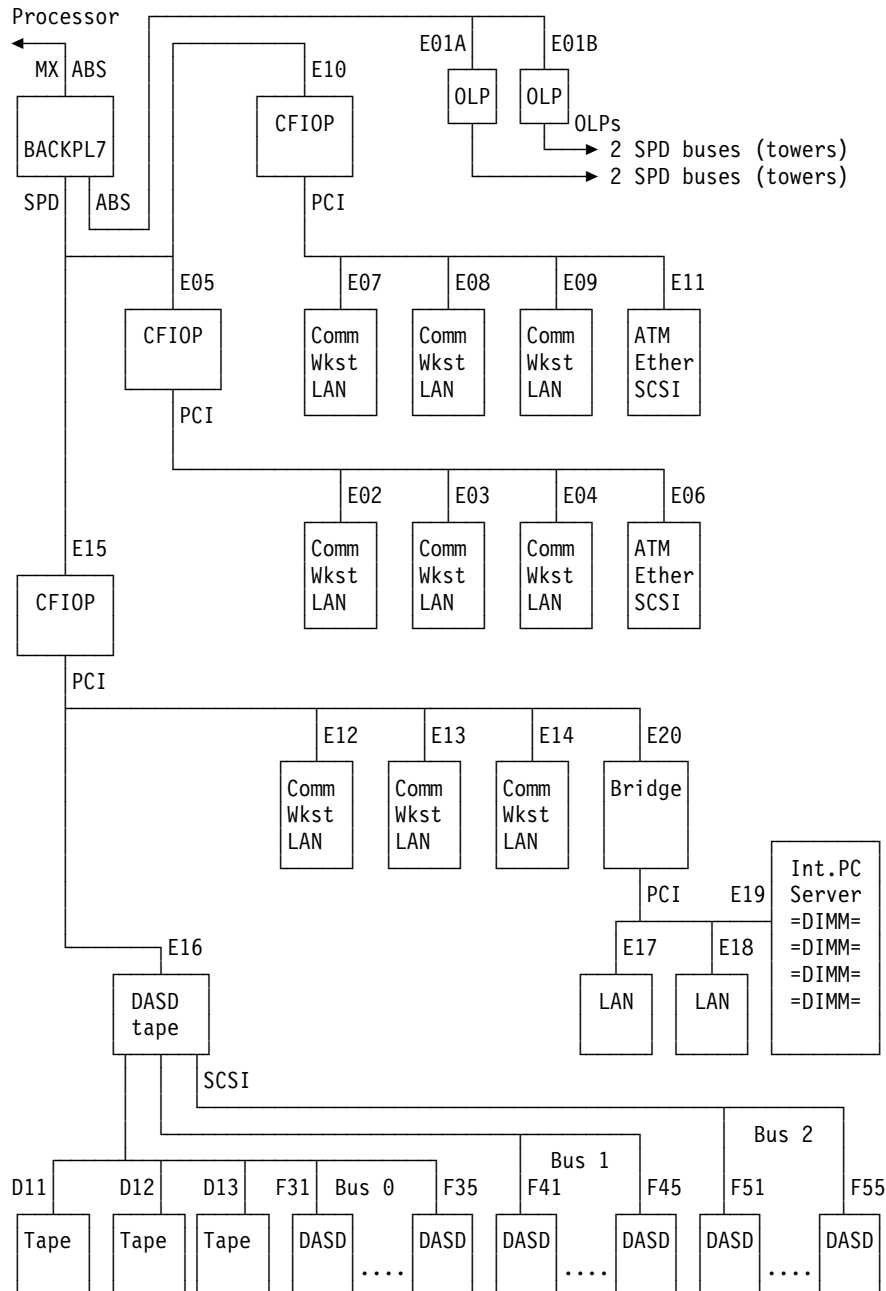 Processor
E01A E01B
MX ABS E10
OLP OLP
CFIOP OLPs
BACKPL7 2 SPD buses (towers)
2 SPD buses (towers)
SPD ABS PCI
E05 E07 E08 E09 E11
CFIOP Comm Comm Comm ATM
Wkst Wkst Wkst Ether
LAN LAN LAN SCSI
PCI
E02 E03 E04 E06
E15 Comm Comm Comm ATM
Wkst Wkst Wkst Ether
CFIOP LAN LAN LAN SCSI
PCI
E12 E13 E14 E20
Comm Comm Comm Bridge
Wkst Wkst Wkst
LAN LAN LAN
Int.PC
PCI E19 Server
=DIMM=
E16 E17 E18 =DIMM=
=DIMM=
DASD LAN LAN =DIMM=
tape
SCSI
Bus 2
Bus 1
D11 D12 D13 F31 Bus 0 F35 F41 F45 F51 F55
Tape Tape Tape DASD DASD DASD DASD DASD DASD
.... .... ....